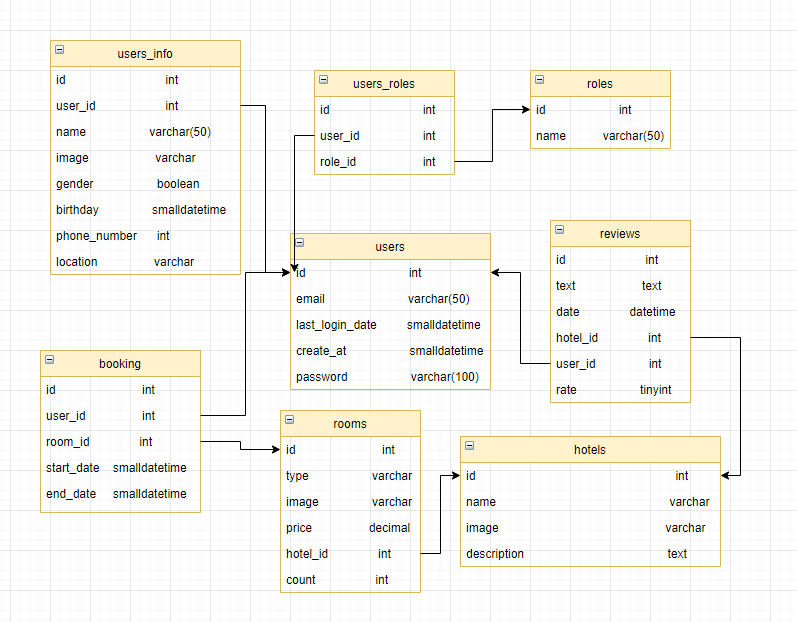 users_info
id int
user_id int
name varchar(50)
image varchar
gender boolean
birthday smalldatetime
phone_number int
location varchar
users_roles
id int
user_id int
role_id int
roles
id int
name varchar(50)
users
id int
email varchar(50)
last_login_date smalldatetime
create_at smalldatetime
password varchar(100)
reviews
id int
text text
date datetime
hotel_id int
user_id int
rate tinyint
booking
id int
user_id int
room_id int
start_date smalldatetime
end_date smalldatetime
rooms
id int
type varchar
image varchar
price decimal
hotel_id int
count int
hotels
id int
name varchar
image varchar
description text